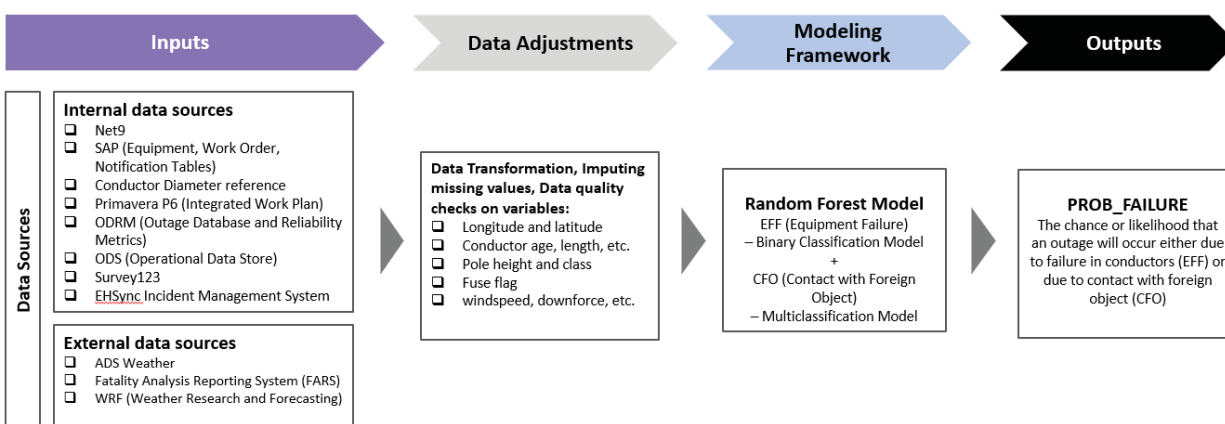 Inputs
Data Adjustments
Modeling
Framework
Outputs
Data Sources
Internal data sources
Net9
SAP (Equipment, Work Order,
Notification Tables)
Conductor Diameter reference
Primavera P6 (Integrated Work Plan)
ODRM (Outage Database and Reliability
Metrics)
ODS (Operational Data Store)
Survey123
EHSync Incident Management System
External data sources
ADS Weather
Fatality Analysis Reporting System (FARS)
WRF (Weather Research and Forecasting)
Data Transformation, Imputing
missing values, Data quality
checks on variables:
Longitude and latitude
Conductor age, length, etc.
Pole height and class
Fuse flag
windspeed, downforce, etc.
Random Forest Model
EFF (Equipment Failure)
– Binary Classification Model
+
CFO (Contact with Foreign
Object)
– Multiclassification Model
PROB_FAILURE
The chance or likelihood that
an outage will occur either due
to failure in conductors (EFF) or
due to contact with foreign
object (CFO)